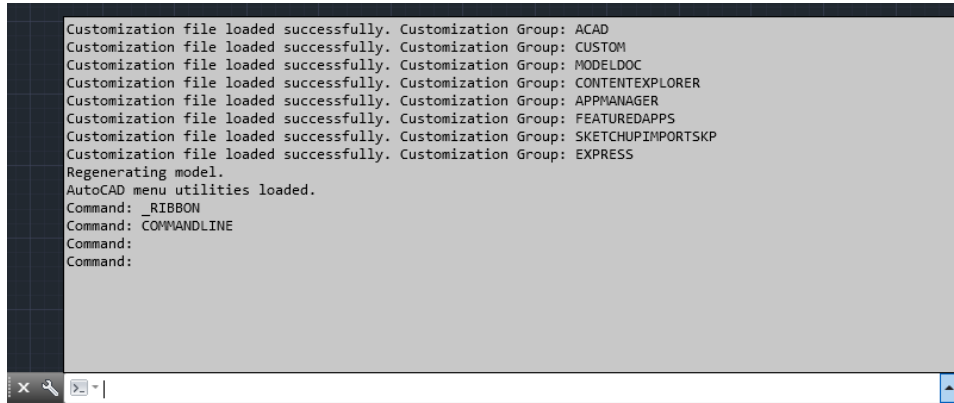 Customization file loaded successfully. Customization Group: ACAD
Customization file loaded successfully. Customization Group: CUSTOM
Customization file loaded successfully. Customization Group: MODELDOC
Customization file loaded successfully. Customization Group: CONTENTEXPLORER
Customization file loaded successfully. Customization Group: APPMANAGER
Customization file loaded successfully. Customization Group: FEATUREDAPPS
Customization file loaded successfully. Customization Group: SKETCHUPIMPORTSKP
Customization file loaded successfully. Customization Group: EXPRESS
Regenerating model.
AutoCAD menu utilities loaded.
Command: _RIBBON
Command: COMMANDLINE
Command:
Command: